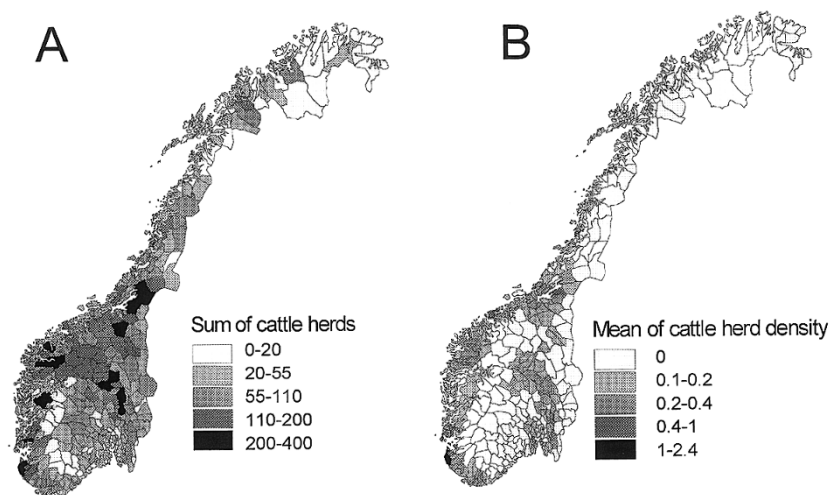 A
B
Sum of cattle herds
0-20
20-55
55-110
110-200
200-400
Mean of cattle herd density
0
0.1-0.2
0.2-0.4
0.4-1
1-2.4